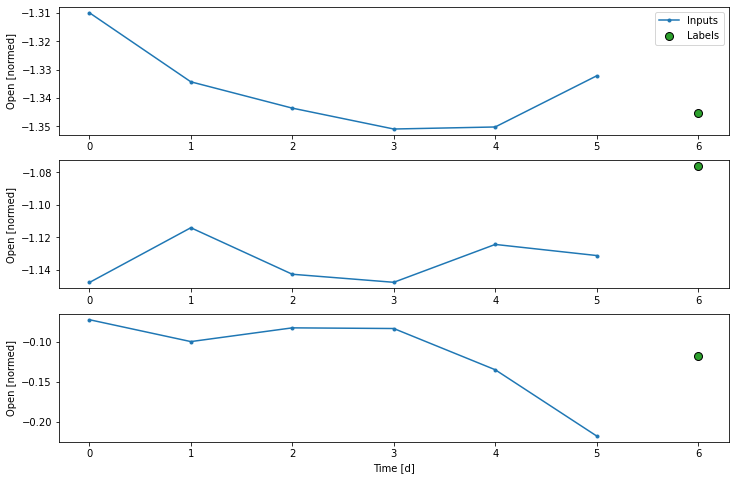 −1.31
−1.32
−1.33
−1.34
−1.35
Open [normed]
Inputs
Labels
0 1 2 3 4 5 6
−1.08
−1.10
−1.12
−1.14
Open [normed]
0 1 2 3 4 5 6
−0.10
−0.15
−0.20
Open [normed]
0 1 2 3 4 5 6
Time [d]